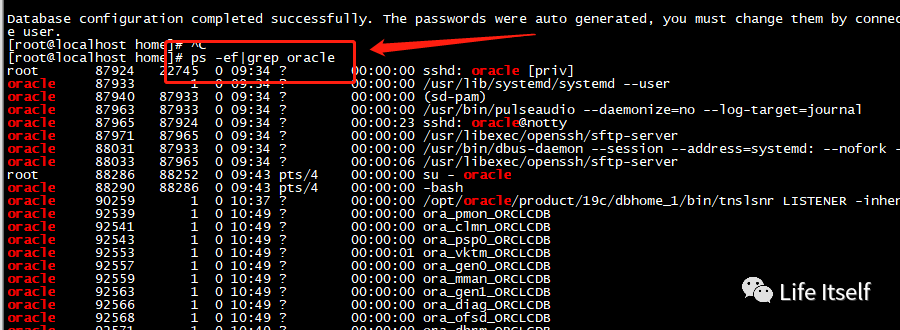 Database configuration completed successfully. The passwords were auto generated, you must change them by connec
e user.
[root@localhost home]# ^C
[root@localhost home]# ps -ef|grep oracle
root 87924 22745 0 09:34 ? 00:00:00 sshd: oracle [priv]
oracle 87933 1 0 09:34 ? 00:00:00 /usr/lib/systemd/systemd --user
oracle 87940 87933 0 09:34 ? 00:00:00 (sd-pam)
oracle 87963 87933 0 09:34 ? 00:00:00 /usr/bin/pulseaudio --daemonize=no --log-target=journal
oracle 87965 87924 0 09:34 ? 00:00:23 sshd: oracle@notty
oracle 87971 87965 0 09:34 ? 00:00:00 /usr/libexec/openssh/sftp-server
oracle 88031 87933 0 09:34 ? 00:00:00 /usr/bin/dbus-daemon --session --address=systemd: --nofork -
oracle 88033 87965 0 09:34 ? 00:00:06 /usr/libexec/openssh/sftp-server
root 88286 88252 0 09:43 pts/4 00:00:00 su - oracle
oracle 88290 88286 0 09:43 pts/4 00:00:00 -bash
oracle 90259 1 0 10:37 ? 00:00:00 /opt/oracle/product/19c/dbhome_1/bin/tnslsnr LISTENER -inher
oracle 92539 1 0 10:49 ? 00:00:00 ora_pmon_ORCLCDB
oracle 92541 1 0 10:49 ? 00:00:00 ora_clmn_ORCLCDB
oracle 92543 1 0 10:49 ? 00:00:00 ora_psp0_ORCLCDB
oracle 92553 1 0 10:49 ? 00:00:01 ora_vktm_ORCLCDB
oracle 92557 1 0 10:49 ? 00:00:00 ora_gen0_ORCLCDB
oracle 92559 1 0 10:49 ? 00:00:00 ora_mman_ORCLCDB
oracle 92563 1 0 10:49 ? 00:00:00 ora_gen1_ORCLCDB
oracle 92566 1 0 10:49 ? 00:00:00 ora_diag_ORCLCDB
oracle 92568 1 0 10:49 ? 00:00:00 ora_ofsd_ORCLCDB
oracle 92571 1 0 10:49 ? 00:00:00 ora_dbrm_ORCLCDB
Life Itself